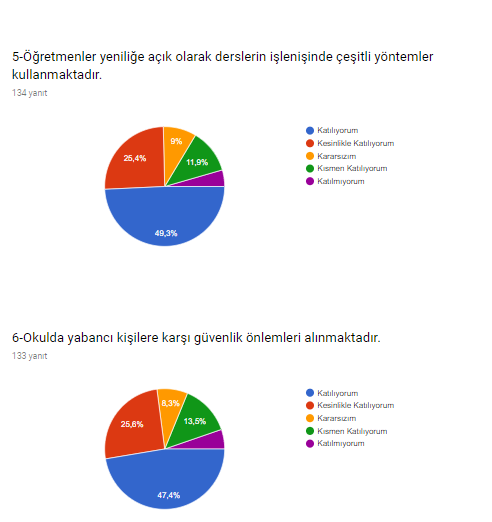 5-Öğretmenler yeniliğe açık olarak derslerin işlenişinde çeşitli yöntemler
kullanmaktadır.
134 yanıt
9%
25,4%
11,9%
49,3%
Katılıyorum
Kesinlikle Katılıyorum
Kararsızım
Kısmen Katılıyorum
Katılmıyorum
6-Okulda yabancı kişilere karşı güvenlik önlemleri alınmaktadır.
133 yanıt
8,3%
25,6%
13,5%
47,4%
Katılıyorum
Kesinlikle Katılıyorum
Kararsızım
Kısmen Katılıyorum
Katılmıyorum